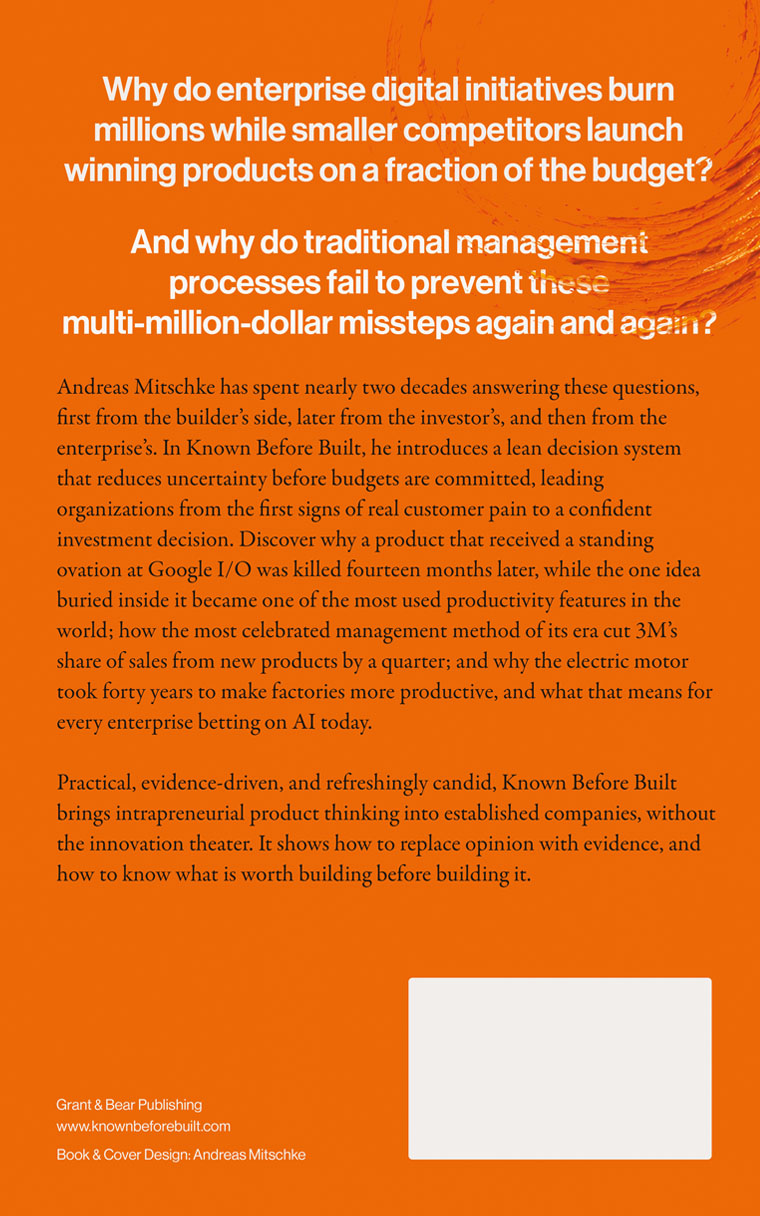 Why do enterprise digital initiatives burn
millions while smaller competitors launch
winning products on a fraction of the budget?
And why do traditional management
processes fail to prevent these
multi-million-dollar missteps again and again?
Andreas Mitschke has spent nearly two decades answering these questions,
first from the builder’s side, later from the investor’s, and then from the
enterprise’s. In Known Before Built, he introduces a lean decision system
that reduces uncertainty before budgets are committed, leading
organizations from the first signs of real customer pain to a confident
investment decision. Discover why a product that received a standing
ovation at Google I/O was killed fourteen months later, while the one idea
buried inside it became one of the most used productivity features in the
world; how the most celebrated management method of its era cut 3M’s
share of sales from new products by a quarter; and why the electric motor
took forty years to make factories more productive, and what that means for
every enterprise betting on AI today.
Practical, evidence-driven, and refreshingly candid, Known Before Built
brings intrapreneurial product thinking into established companies, without
the innovation theater. It shows how to replace opinion with evidence, and
how to know what is worth building before building it.
Grant & Bear Publishing
www.knownbeforebuilt.com
Book & Cover Design: Andreas Mitschke